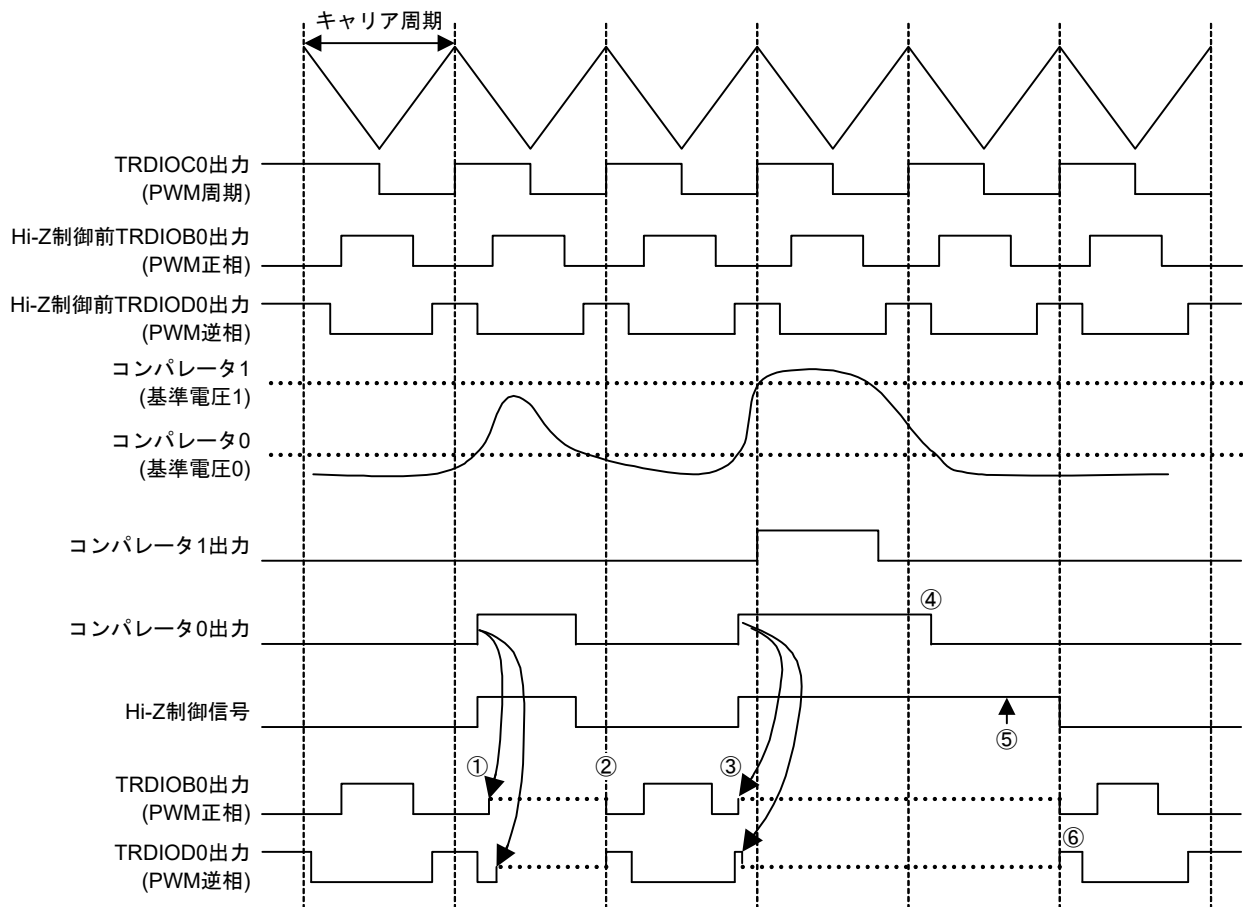 キャリア周期
TRDIOC0出力
(PWM周期)
Hi-Z制御前TRDIOB0出力
(PWM正相)
Hi-Z制御前TRDIOD0出力
(PWM逆相)
コンパレータ1
(基準電圧1)
コンパレータ0
(基準電圧0)
コンパレータ1出力
④
コンパレータ0出力
Hi-Z制御信号
⑤
① ② ③
TRDIOB0出力
(PWM正相)
⑥
TRDIOD0出力
(PWM逆相)